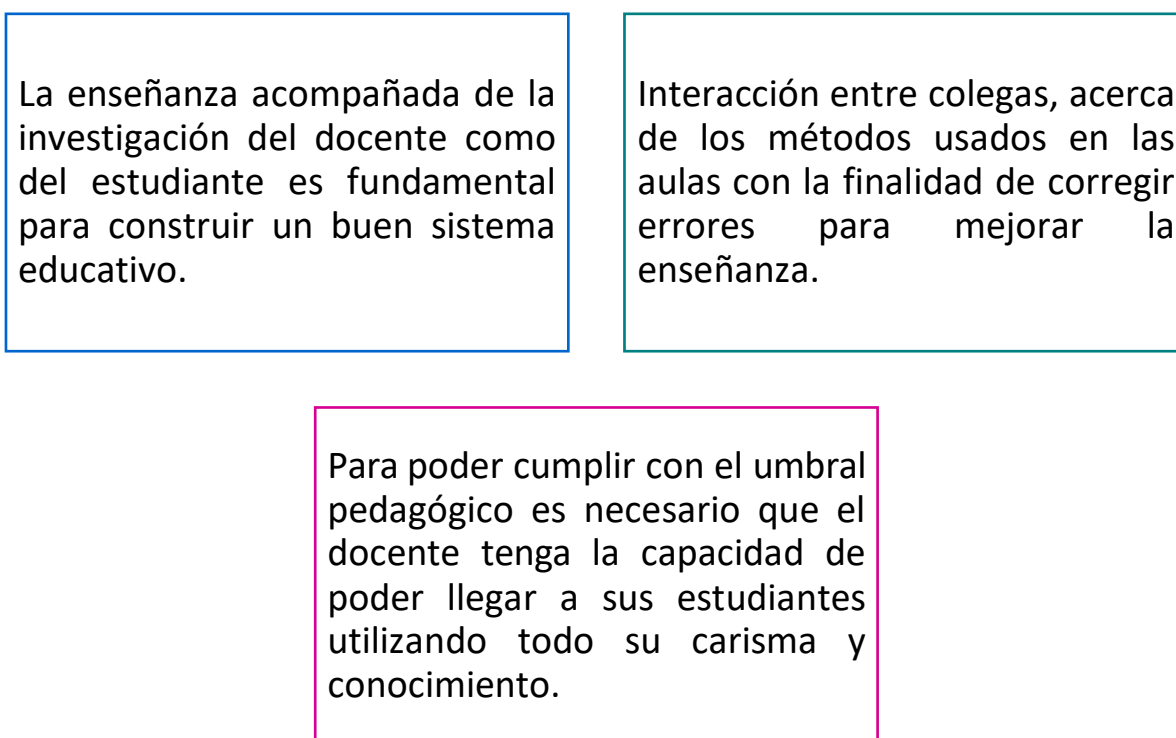 La enseñanza acompañada de la
investigación del docente como
del estudiante es fundamental
para construir un buen sistema
educativo.
Interacción entre colegas, acerca
de los métodos usados en las
aulas con la finalidad de corregir
errores para mejorar la
enseñanza.
Para poder cumplir con el umbral
pedagógico es necesario que el
docente tenga la capacidad de
poder llegar a sus estudiantes
utilizando todo su carisma y
conocimiento.